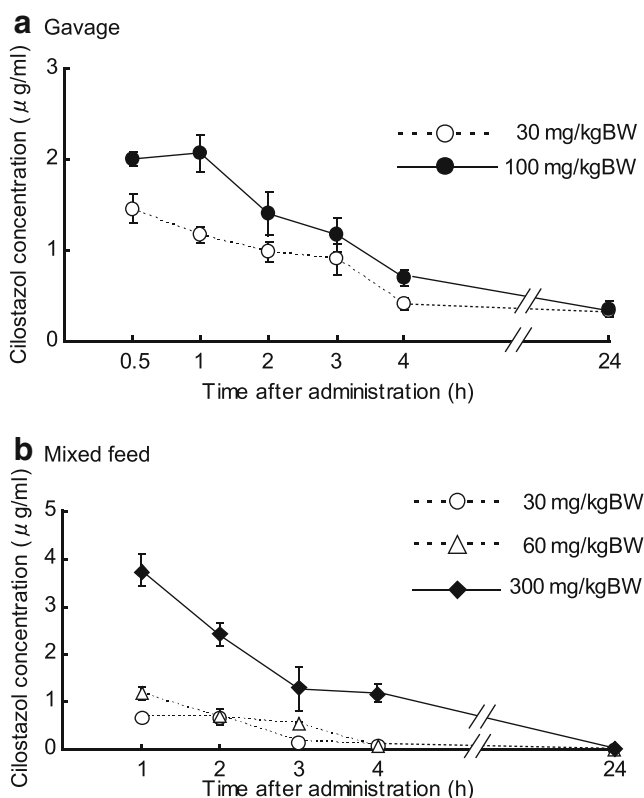 a Gavage
Cilostazol concentration (μg/ml)
3
2
1
0
30 mg/kgBW
100 mg/kgBW
0.5 1 2 3 4 24
Time after administration (h)
b Mixed feed
Cilostazol concentration (μg/ml)
5
4
3
2
1
0
30 mg/kgBW
60 mg/kgBW
300 mg/kgBW
1 2 3 4 24
Time after administration (h)